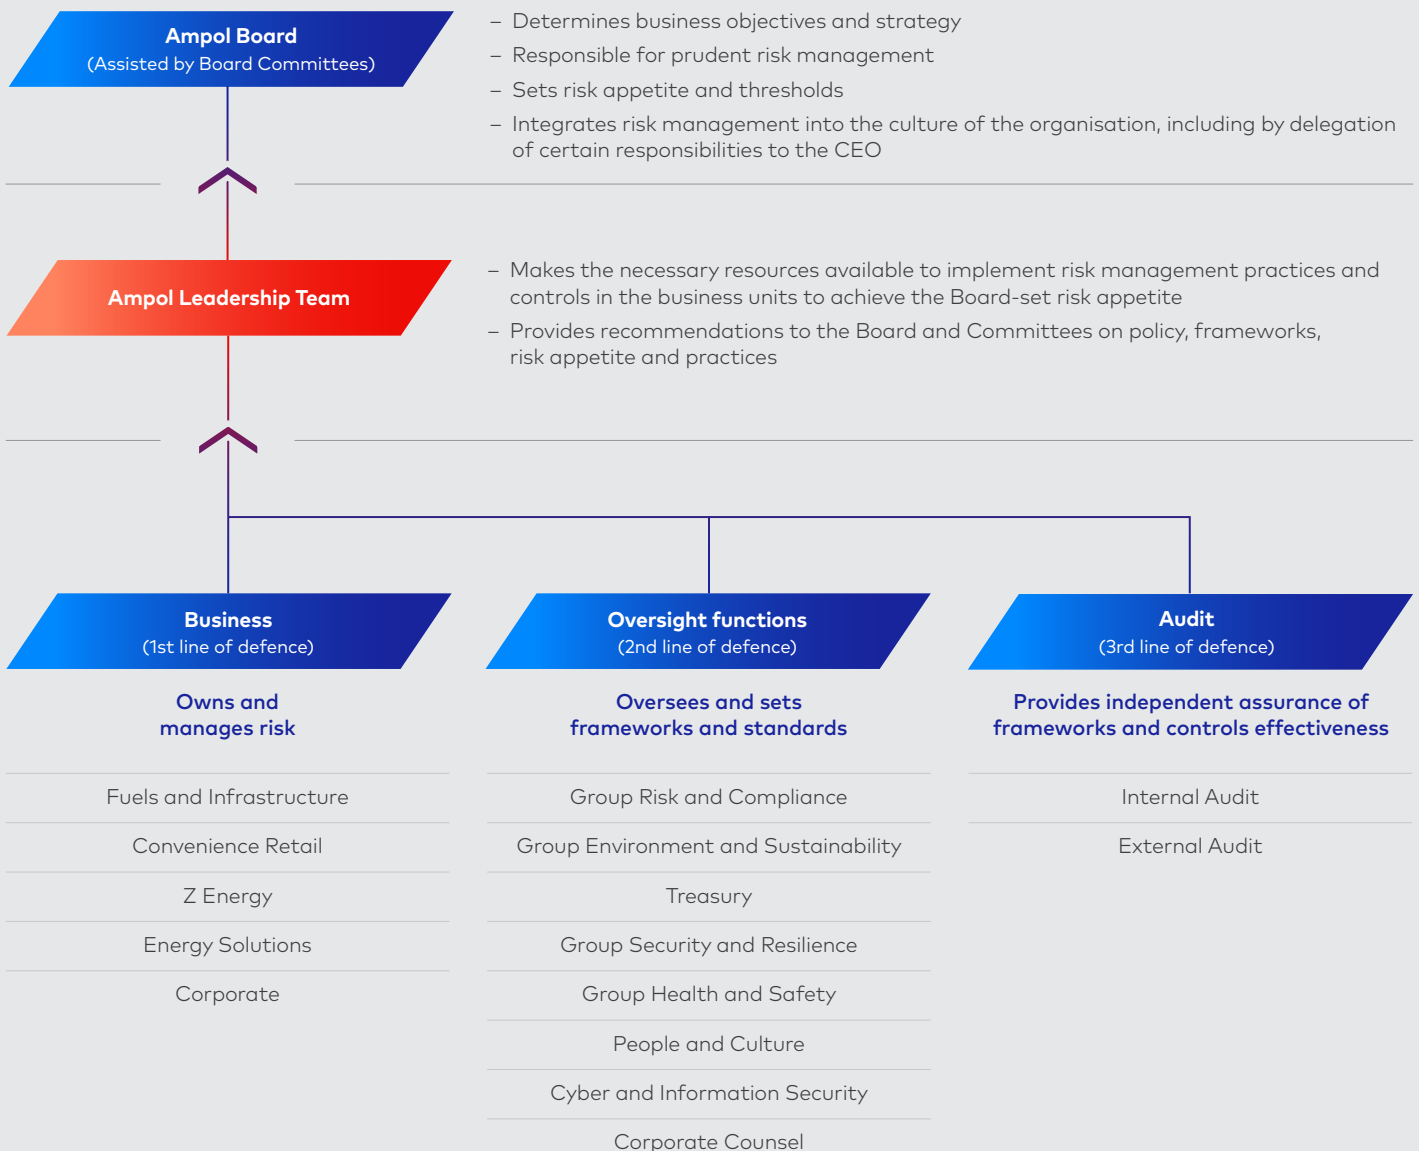 Ampol Board
(Assisted by Board Committees)
– Determines business objectives and strategy
– Responsible for prudent risk management
– Sets risk appetite and thresholds
– Integrates risk management into the culture of the organisation, including by delegation
of certain responsibilities to the CEO
Ampol Leadership Team
– Makes the necessary resources available to implement risk management practices and
controls in the business units to achieve the Board-set risk appetite
– Provides recommendations to the Board and Committees on policy, frameworks,
risk appetite and practices
Business
(1st line of defence)
Owns and
manages risk
Fuels and Infrastructure
Convenience Retail
Z Energy
Energy Solutions
Corporate
Oversight functions
(2nd line of defence)
Oversees and sets
frameworks and standards
Group Risk and Compliance
Group Environment and Sustainability
Treasury
Group Security and Resilience
Group Health and Safety
People and Culture
Cyber and Information Security
Corporate Counsel
Audit
(3rd line of defence)
Provides independent assurance of
frameworks and controls effectiveness
Internal Audit
External Audit